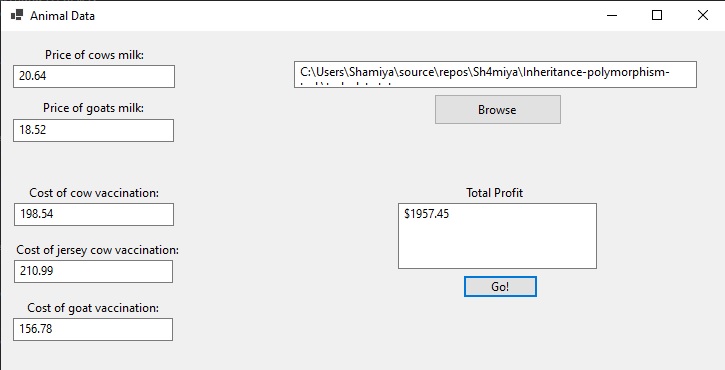 Animal Data
Price of cows milk:
20.64
Price of goats milk:
18.52
Cost of cow vaccination:
198.54
Cost of jersey cow vaccination:
210.99
Cost of goat vaccination:
156.78
C:\Users\Shamiya\source\repos\Sh4miya\Inheritance-polymorphism-
Browse
Total Profit
$1957.45
Go!